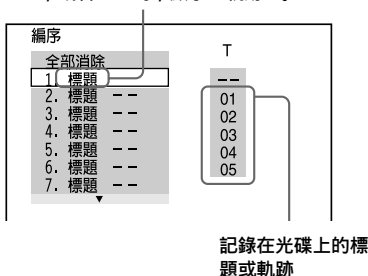 編序
T
全部消除
1. 標題
--
2. 標題 --
01
3. 標題 --
02
4. 標題 --
03
5. 標題 --
04
6. 標題 --
05
7. 標題 --
記錄在光碟上的標
題或軌跡